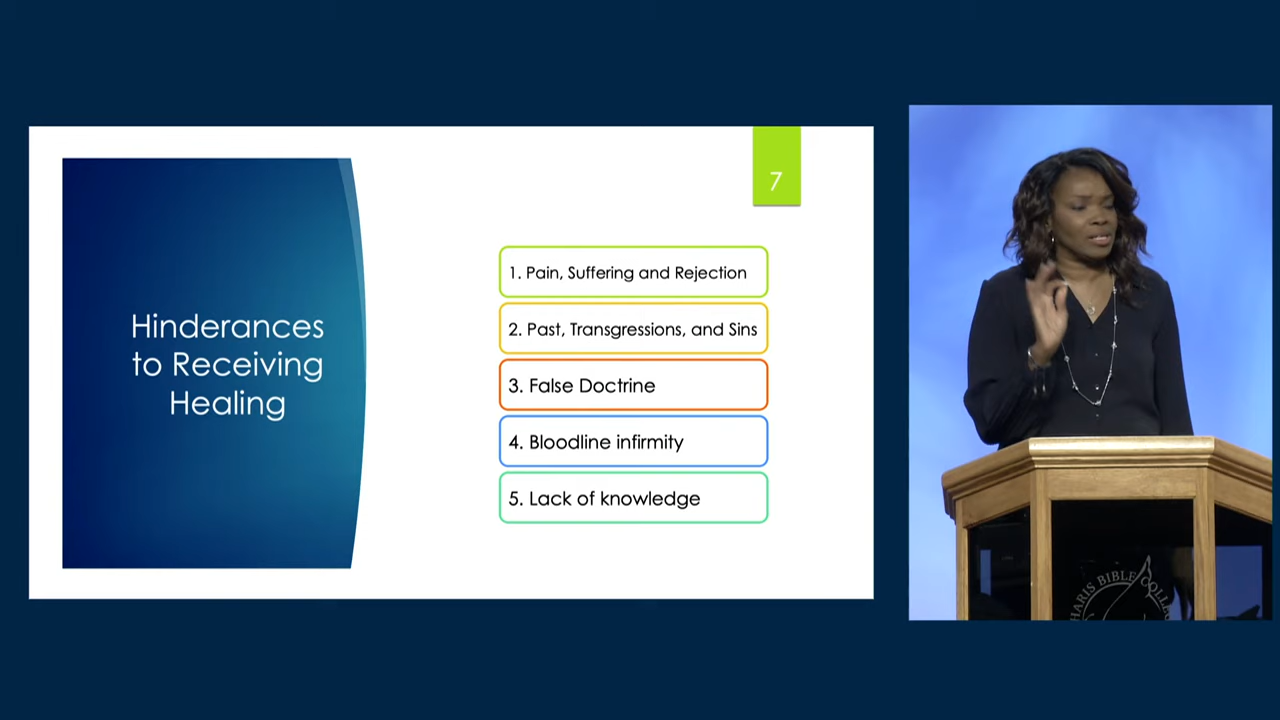 7
Hinderances
to Receiving
Healing
1. Pain, Suffering and Rejection
2. Past, Transgressions, and Sins
3. False Doctrine
4. Bloodline infirmity
5. Lack of knowledge
BIBLE